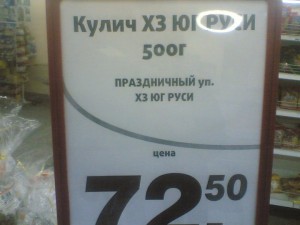 Кулич ХЗ ЮГ РУСИ
500г
ПРАЗДНИЧНЫЙ уп.
ХЗ ЮГ РУСИ
цена
72 50